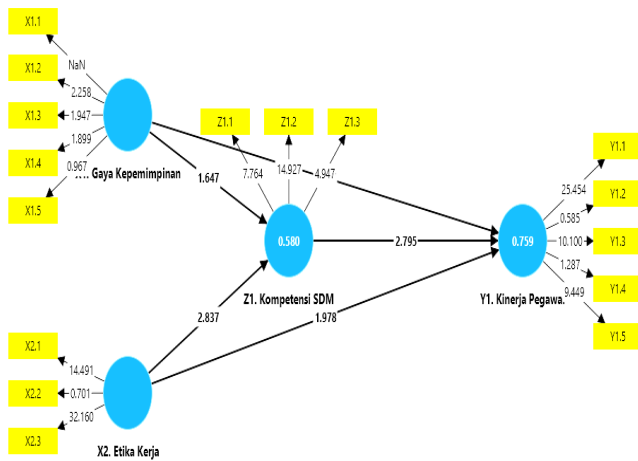 X1.1
X1.2
X1.3
X1.4
X1.5
NaN
2.258
1.947
1.899
0.967
Gaya Kepemimpinan
Z1.1
Z1.2
Z1.3
7.764
14.927
4.947
1.647
0.580
Z1. Kompetensi SDM
2.795
2.837
1.978
Y1.1
Y1.2
Y1.3
Y1.4
Y1.5
25.454
0.585
10.100
1.287
9.449
0.759
Y1. Kinerja Pegawa
X2.1
X2.2
X2.3
14.491
0.701
32.160
X2. Etika Kerja